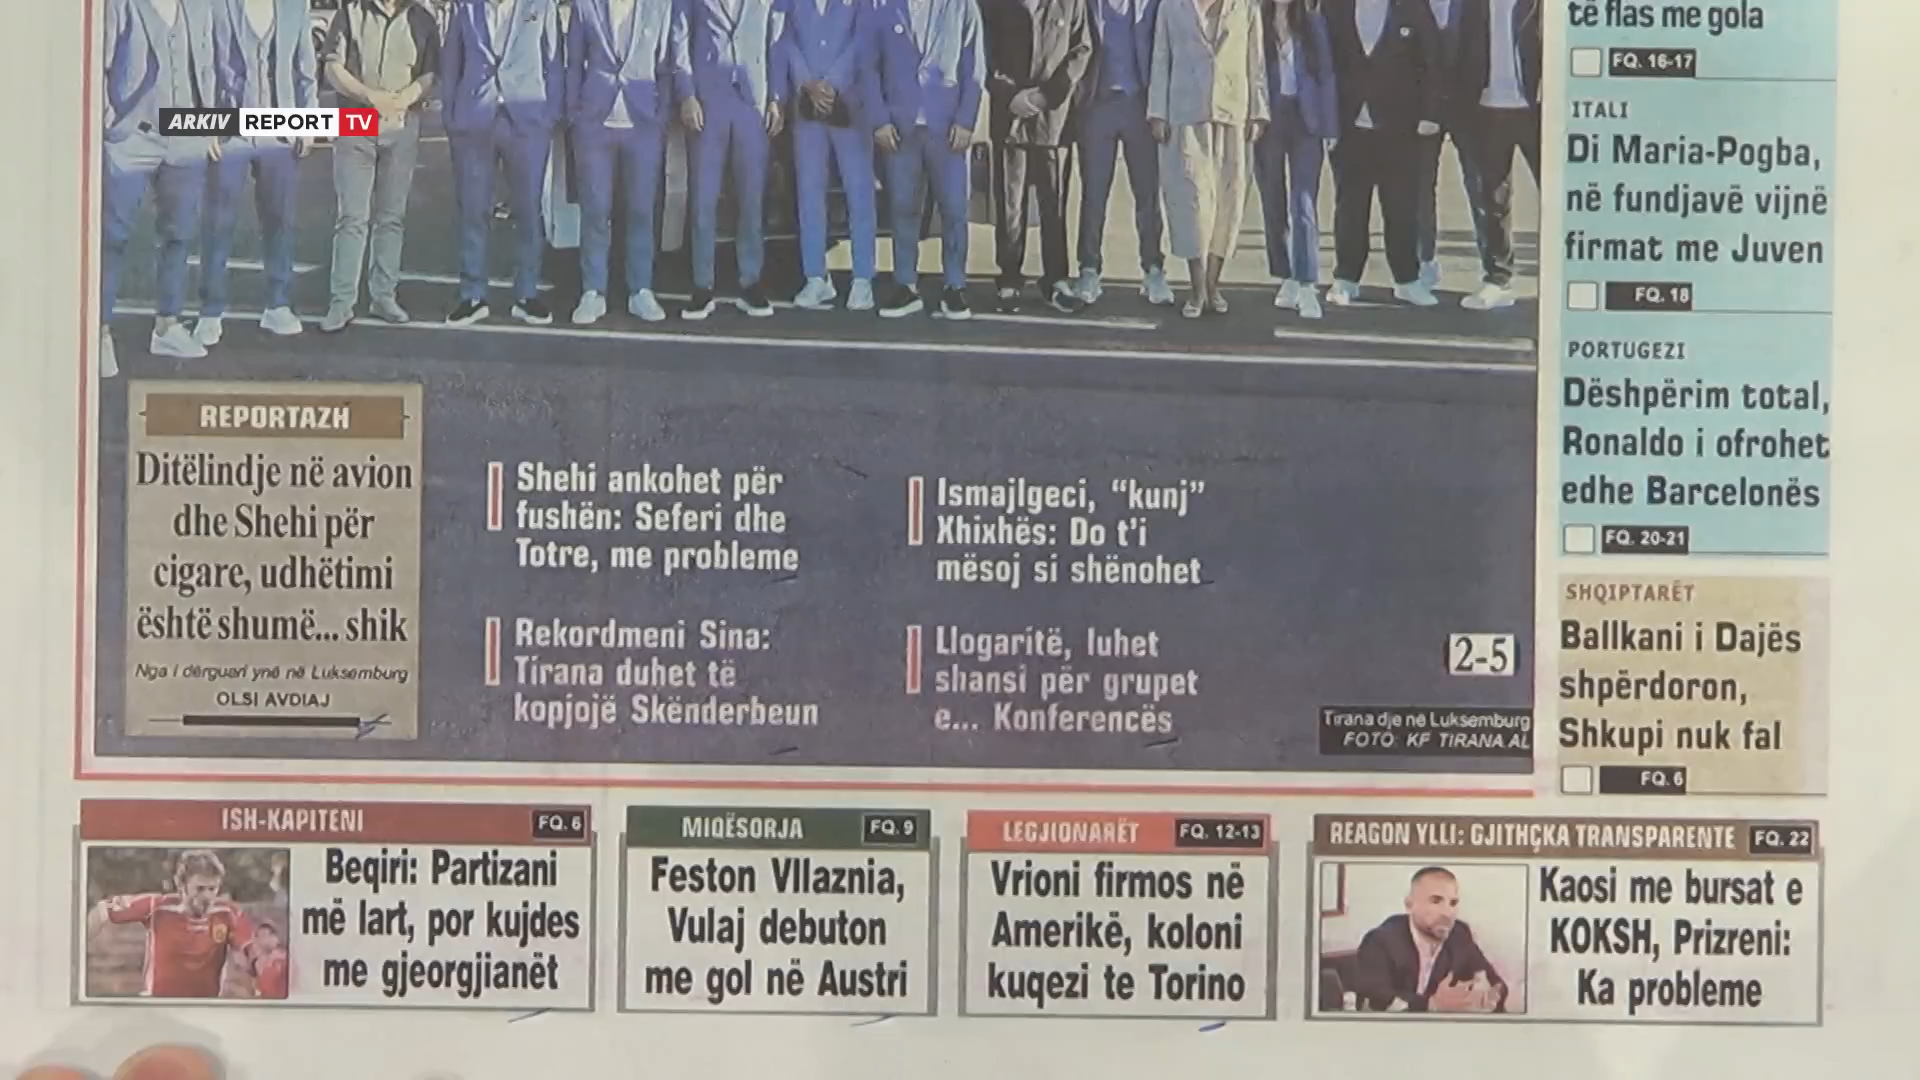 ARKIV REPORT TV
të flas me gola
FQ. 16-17
ITALI
Di Maria-Pogba,
në fundjavë vijnë
firmat me Juven
FQ. 18
PORTUGEZI
Dëshpërim total,
Ronaldo i ofrohet
edhe Barcelonës
FQ. 20-21
SHQIPTARËT
Ballkani i Dajës
shpërdoron,
Shkupi nuk fal
FQ. 6
REPORTAZH
Ditëlindje në avion
dhe Shehi për
cigare, udhëtimi
është shumë... shik
Nga i dërguari ynë në Luksemburg
OLSI AVDIAJ
Shehi ankohet për
fushën: Seferi dhe
Totre, me probleme
Rekordmeni Sina:
Tirana duhet të
kopjojë Skënderbeun
Ismajlgeci, “kunj”
Xhixhës: Do t'i
mësoj si shënohet
Llogaritë, luhet
shansi për grupet
e... Konferencës
2-5
Tirana dje në Luksemburg
FOTO: KF TIRANA AL
ISH-KAPITENI
FQ. 6
Beqiri: Partizani
më lart, por kujdes
me gjeorgjianët
MIQËSORJA
FQ. 9
Feston Vllaznia,
Vulaj debuton
me gol në Austri
LEGJIONARËT
FQ. 12-13
Vrioni firmos në
Amerikë, koloni
kuqezi te Torino
REAGON YLLI: GJITHÇKA TRANSPARENTE
FQ. 22
Kaosi me bursat e
KOKSH, Prizreni:
Ka probleme